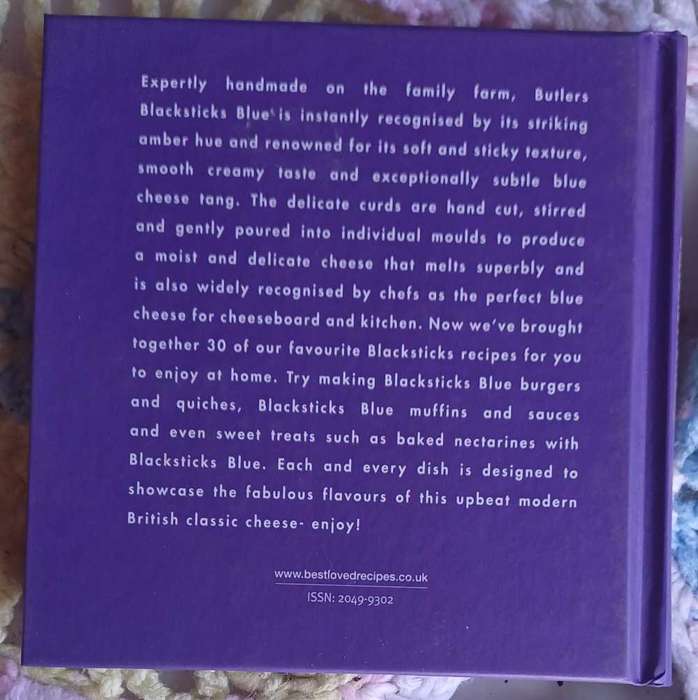 Expertly handmade on the family farm, Butlers
Blacksticks Blue is instantly recognised by its striking
amber hue and renowned for its soft and sticky texture,
smooth creamy taste and exceptionally subtle blue
cheese tang. The delicate curds are hand cut, stirred
and gently poured into individual moulds to produce
a moist and delicate cheese that melts superbly and
is also widely recognised by chefs as the perfect blue
cheese for cheeseboard and kitchen. Now we've brought
together 30 of our favourite Blacksticks recipes for you
to enjoy at home. Try making Blacksticks Blue burgers
and quiches, Blacksticks Blue muffins and sauces
and even sweet treats such as baked nectarines with
Blacksticks Blue. Each and every dish is designed to
showcase the fabulous flavours of this upbeat modern
British classic cheese- enjoy!
www.bestlovedrecipes.co.uk
ISSN: 2049-9302